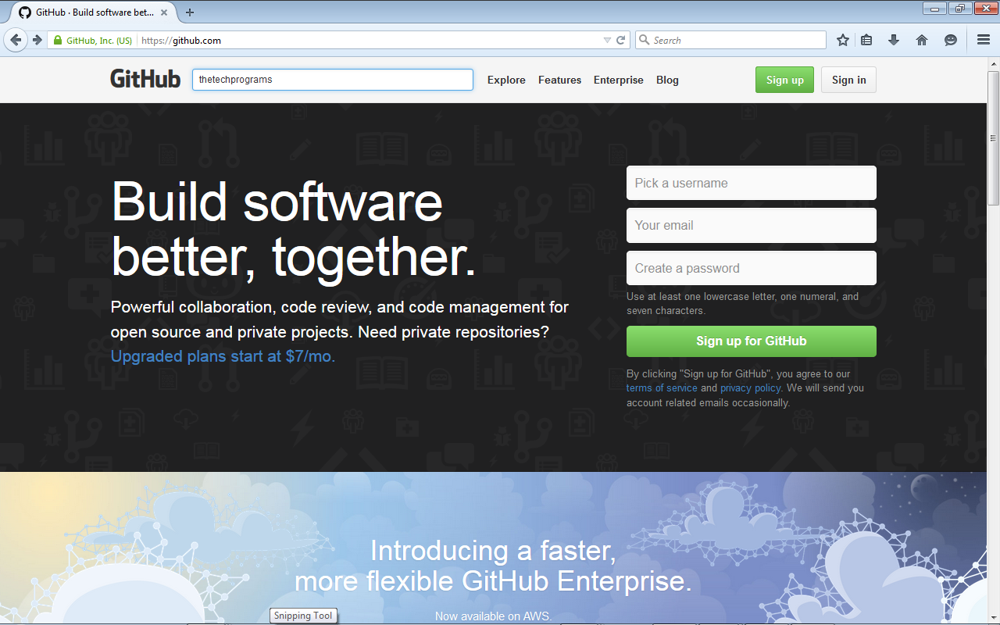 GitHub · Build software bet...
GitHub, Inc. (US)
https://github.com
Search
GitHub
thetechprograms
Explore
Features
Enterprise
Blog
Sign up
Sign in
Build software
better, together.
Powerful collaboration, code review, and code management for
open source and private projects. Need private repositories?
Upgraded plans start at $7/mo.
Pick a username
Your email
Create a password
Use at least one lowercase letter, one numeral, and
seven characters.
Sign up for GitHub
By clicking "Sign up for GitHub", you agree to our
terms of service and privacy policy. We will send you
account related emails occasionally.
Introducing a faster,
more flexible GitHub Enterprise.
Now available on AWS.
Snipping Tool